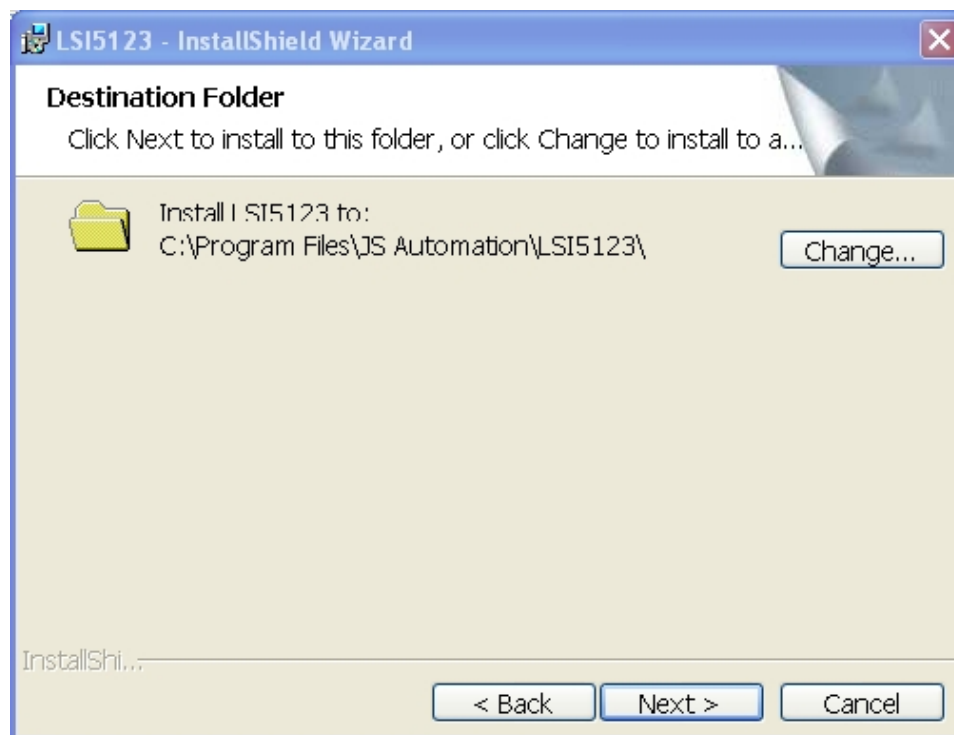 LSI5123 - InstallShield Wizard
Destination Folder
Click Next to install to this folder, or click Change to install to a...
Install LSI5123 to:
C:\Program Files\JS Automation\LSI5123\
Change...
InstallShi...
< Back
Next >
Cancel